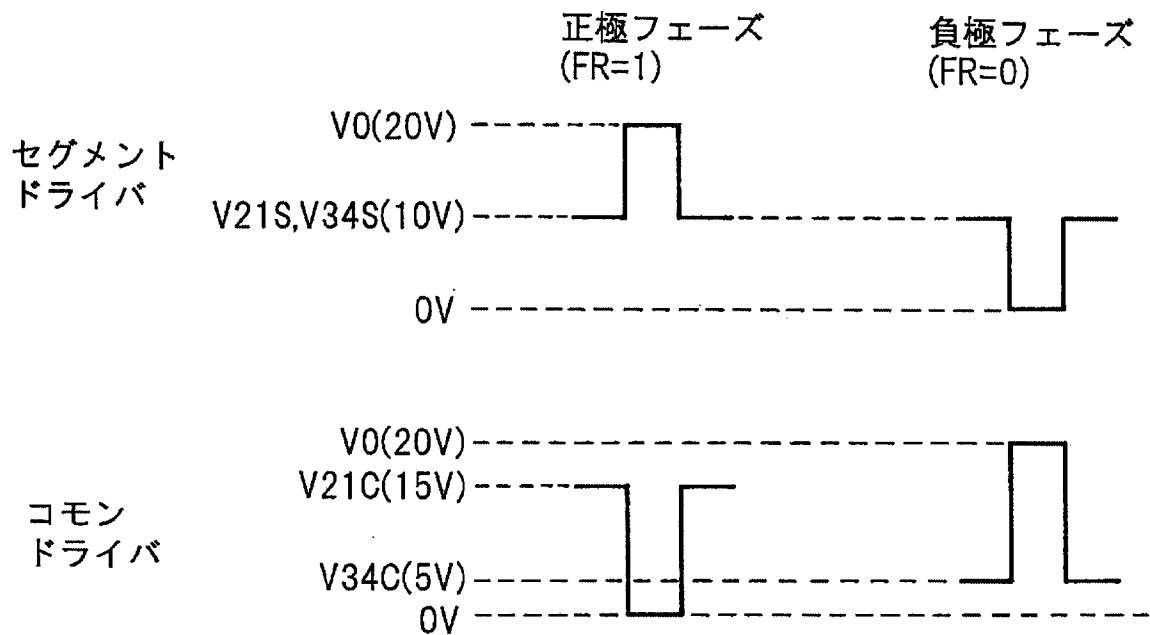 正極フェーズ
(FR=1)
負極フェーズ
(FR=0)
セグメント
ドライバ
V0(20V)
V21S,V34S(10V)
0V
コモン
ドライバ
V0(20V)
V21C(15V)
V34C(5V)
0V